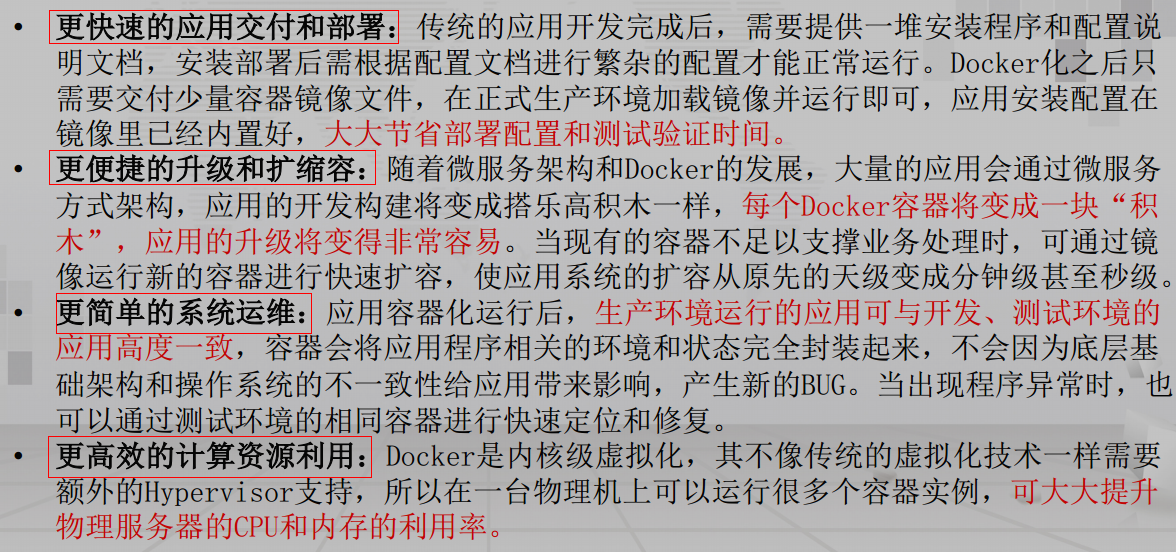 • 更快速的应用交付和部署：传统的应用开发完成后，需要提供一堆安装程序和配置说
明文档，安装部署后需根据配置文档进行繁杂的配置才能正常运行。Docker化之后只
需要交付少量容器镜像文件，在正式生产环境加载镜像并运行即可，应用安装配置在
镜像里已经内置好，大大节省部署配置和测试验证时间。
• 更便捷的升级和扩缩容：随着微服务架构和Docker的发展，大量的应用会通过微服务
方式架构，应用的开发构建将变成搭乐高积木一样，每个Docker容器将变成一块“积
木”，应用的升级将变得非常容易。当现有的容器不足以支撑业务处理时，可通过镜
像运行新的容器进行快速扩容，使应用系统的扩容从原先的天级变成分钟级甚至秒级。
• 更简单的系统运维：应用容器化运行后，生产环境运行的应用可与开发、测试环境的
应用高度一致，容器会将应用程序相关的环境和状态完全封装起来，不会因为底层基
础架构和操作系统的不一致性给应用带来影响，产生新的BUG。当出现程序异常时，也
可以通过测试环境的相同容器进行快速定位和修复。
• 更高效的计算资源利用：Docker是内核级虚拟化，其不像传统的虚拟化技术一样需要
额外的Hypervisor支持，所以在一台物理机上可以运行很多个容器实例，可大大提升
物理服务器的CPU和内存的利用率。